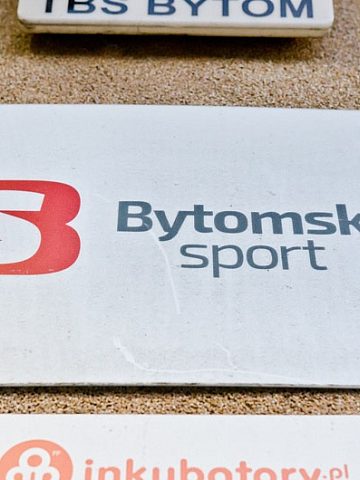 TBS BYTOM
B Bytomsk
sport
inkubatory.pl